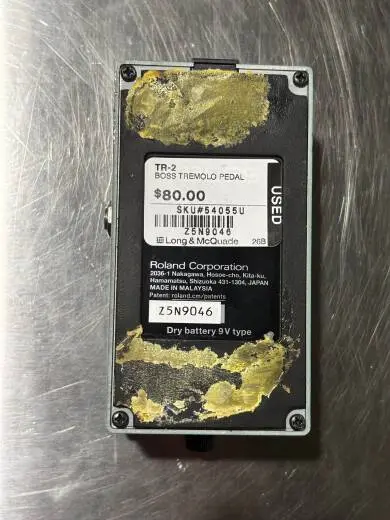 TR-2
BOSS TREMOLO PEDAL
$80.00
USED
SKU#54055U
Z5N9046
Long & McQuade 26B
Roland Corporation
2036-1 Nakagawa, Hosoe-cho, Kita-ku,
Hamamatsu, Shizuoka 431-1304, JAPAN
MADE IN MALAYSIA
Patent: roland.cm/patents
Z5N9046
Dry battery 9V type